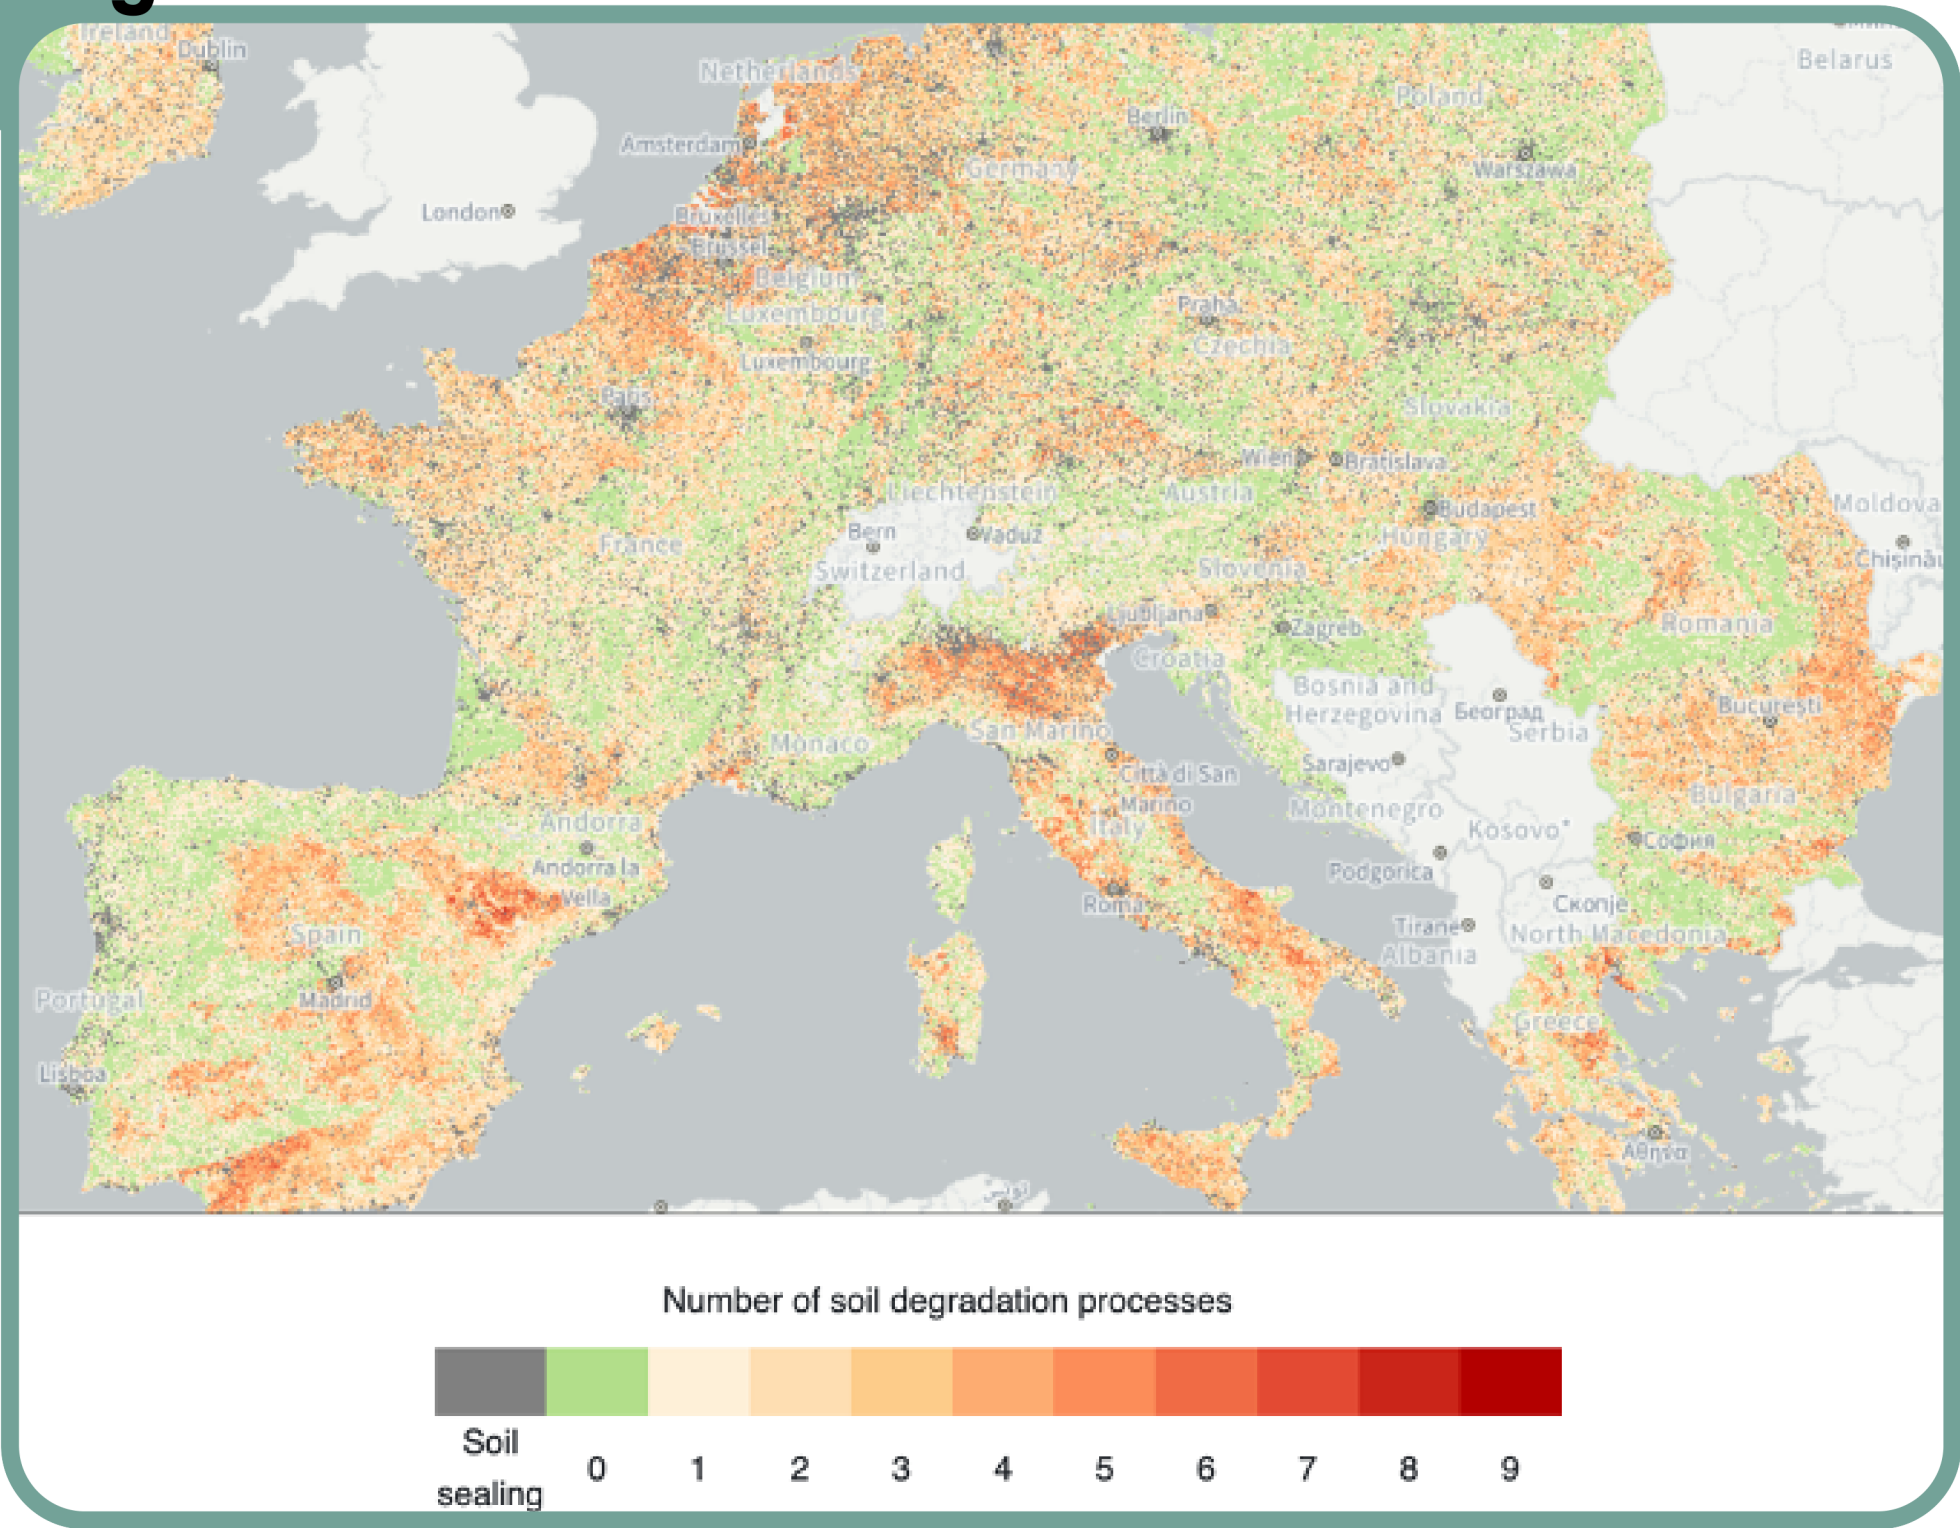 Ireland
Dublin
Netherlands
Belarus
Poland
Berlin
Amsterdam
Germany
Warszawa
London
Bruxelles
Brussel
Belgium
Luxembourg
Praha
Czechia
Luxembourg
Paris
Slovakia
Wien
Bratislava
Liechtenstein
Austria
Moldova
Budapest
Bern
Vaduz
Hungary
France
Chișinău
Switzerland
Slovenia
Ljubljana
Zagreb
Romania
Croatia
Bosnia and
Herzegovina
Београд
București
San Marino
Serbia
Monaco
Sarajevo
Città di San
Marino
Bulgaria
Montenegro
Andorra
Italy
Kosovo*
София
Andorra la
Vella
Podgorica
Roma
Скопје
Tiranë
Spain
North Macedonia
Albania
Portugal
Madrid
Greece
Lisboa
Αθήνα
تونس
Number of soil degradation processes
Soil
sealing
0 1 2 3 4 5 6 7 8 9